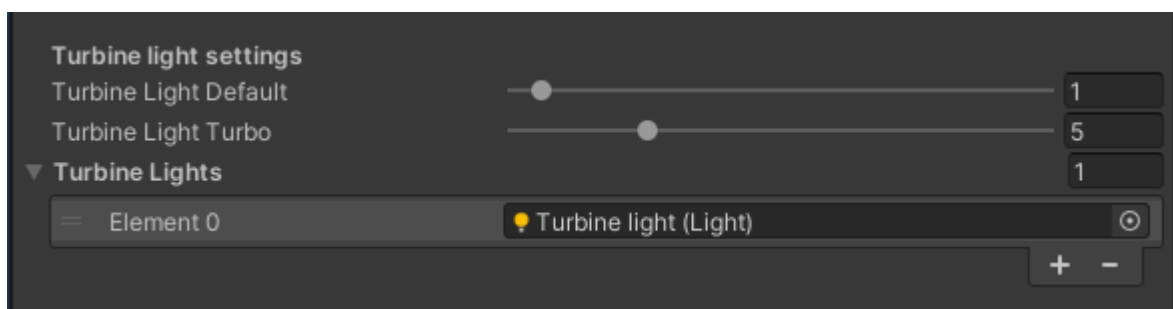 Turbine light settings
Turbine Light Default 1
Turbine Light Turbo 5
Turbine Lights 1
Element 0 Turbine light (Light)
+ -